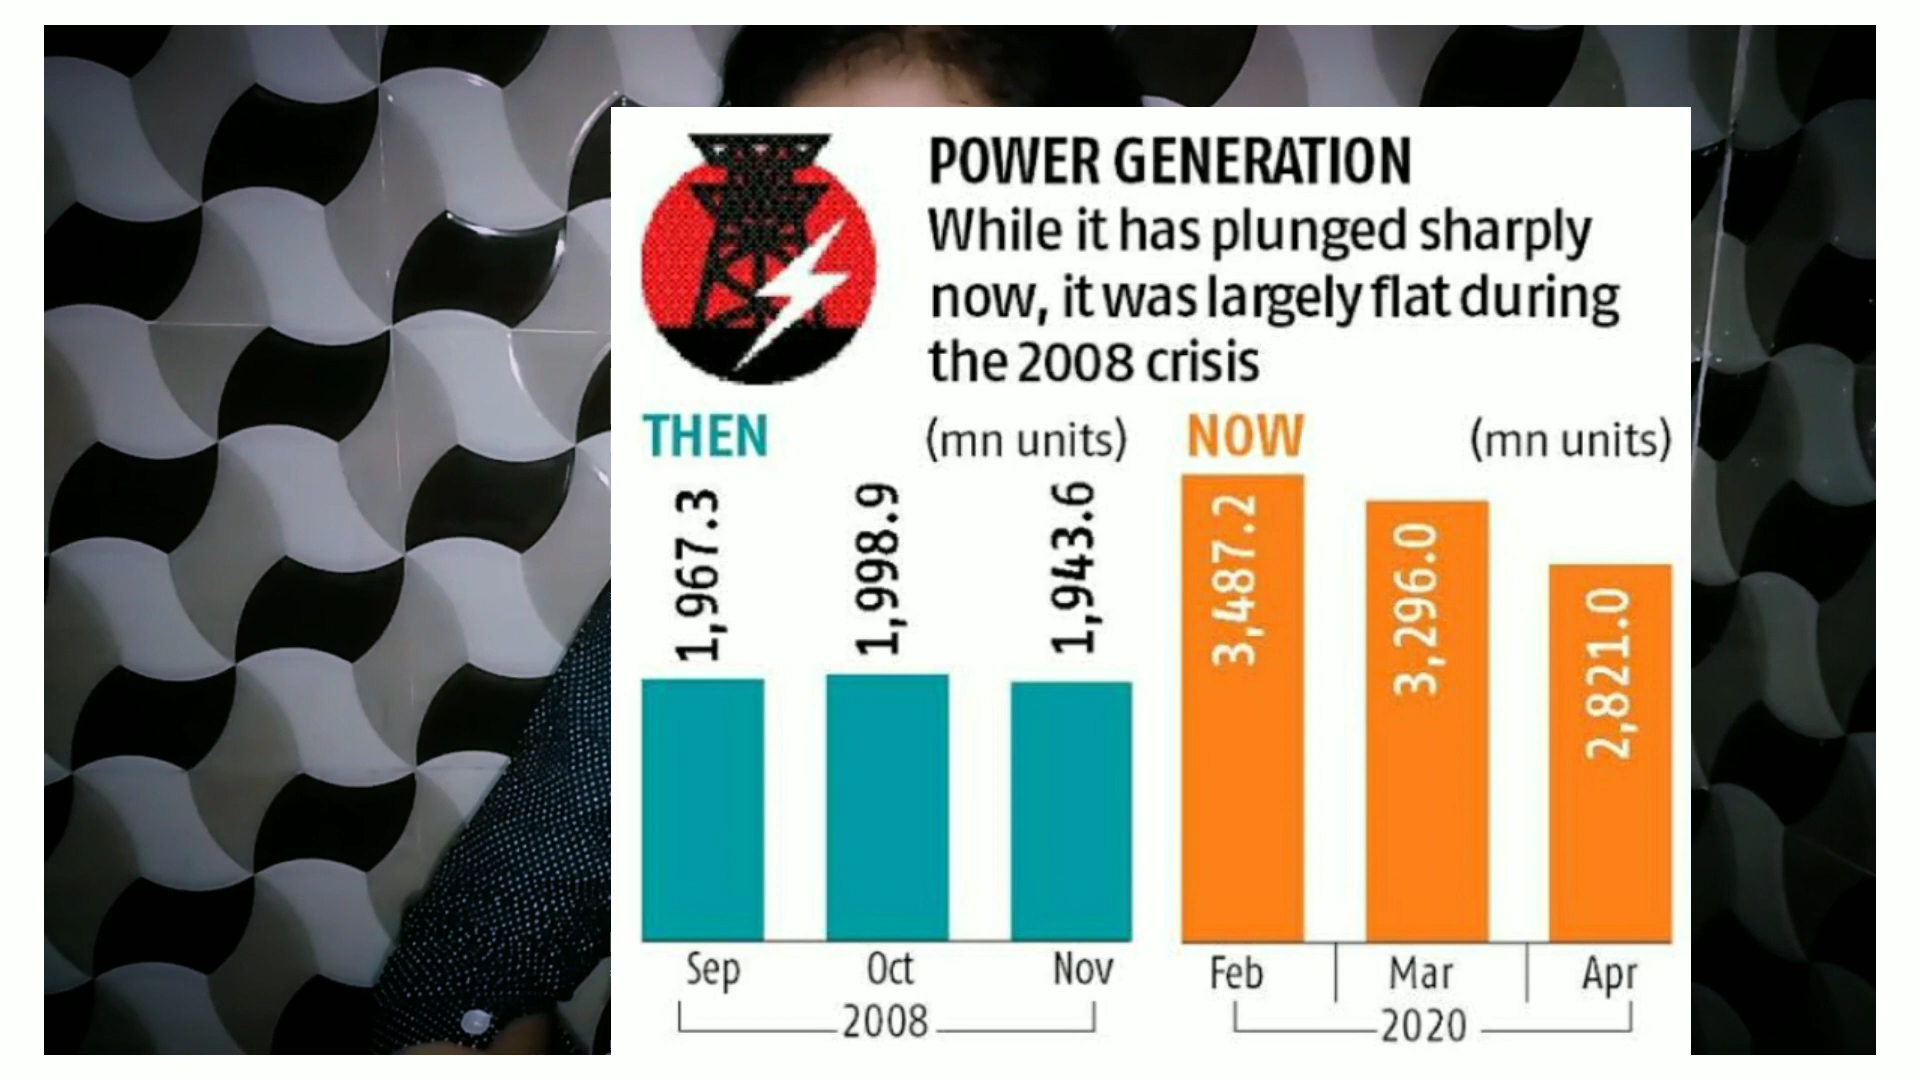 POWER GENERATION
While it has plunged sharply
now, it was largely flat during
the 2008 crisis
THEN (mn units)
1,967.3 1,998.9 1,943.6
Sep Oct Nov
2008
NOW (mn units)
3,487.2 3,296.0 2,821.0
Feb Mar Apr
2020